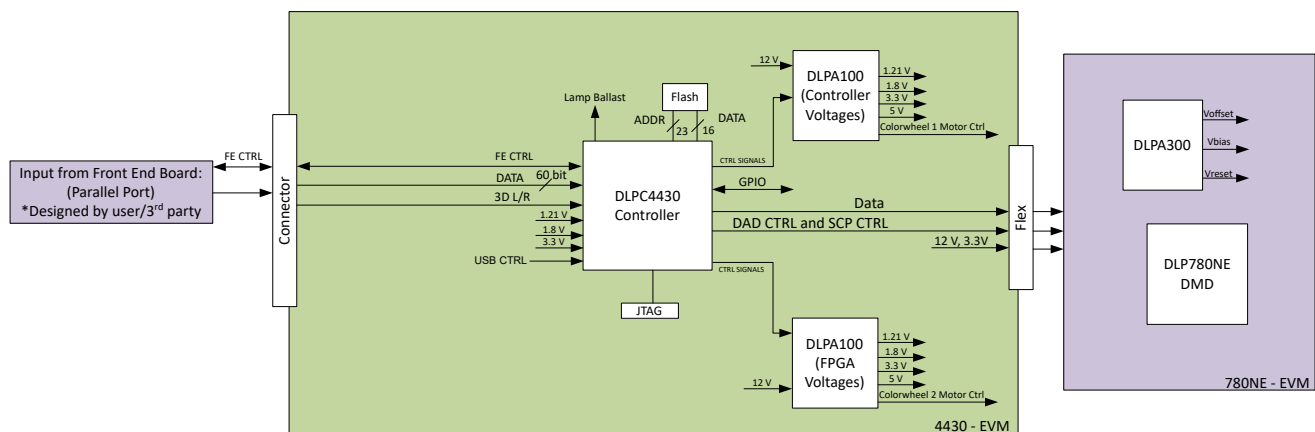 Input from Front End Board:
(Parallel Port)
*Designed by user/3rd party
FE CTRL
Connector
FE CTRL
DATA
60 bit
3D L/R
1.21 V
1.8 V
3.3 V
USB CTRL
Lamp Ballast
Flash
ADDR
23
16
DATA
DLPC4430
Controller
JTAG
CTRL SIGNALS
GPIO
Data
DAD CTRL and SCP CTRL
12 V, 3.3V
CTRL SIGNALS
12 V
DLPA100
(Controller
Voltages)
1.21 V
1.8 V
3.3 V
5 V
Colorwheel 1 Motor Ctrl
12 V
DLPA100
(FPGA
Voltages)
1.21 V
1.8 V
3.3 V
5 V
Colorwheel 2 Motor Ctrl
4430 - EVM
Flex
DLPA300
Voffset
Vbias
Vreset
DLP780NE
DMD
780NE - EVM